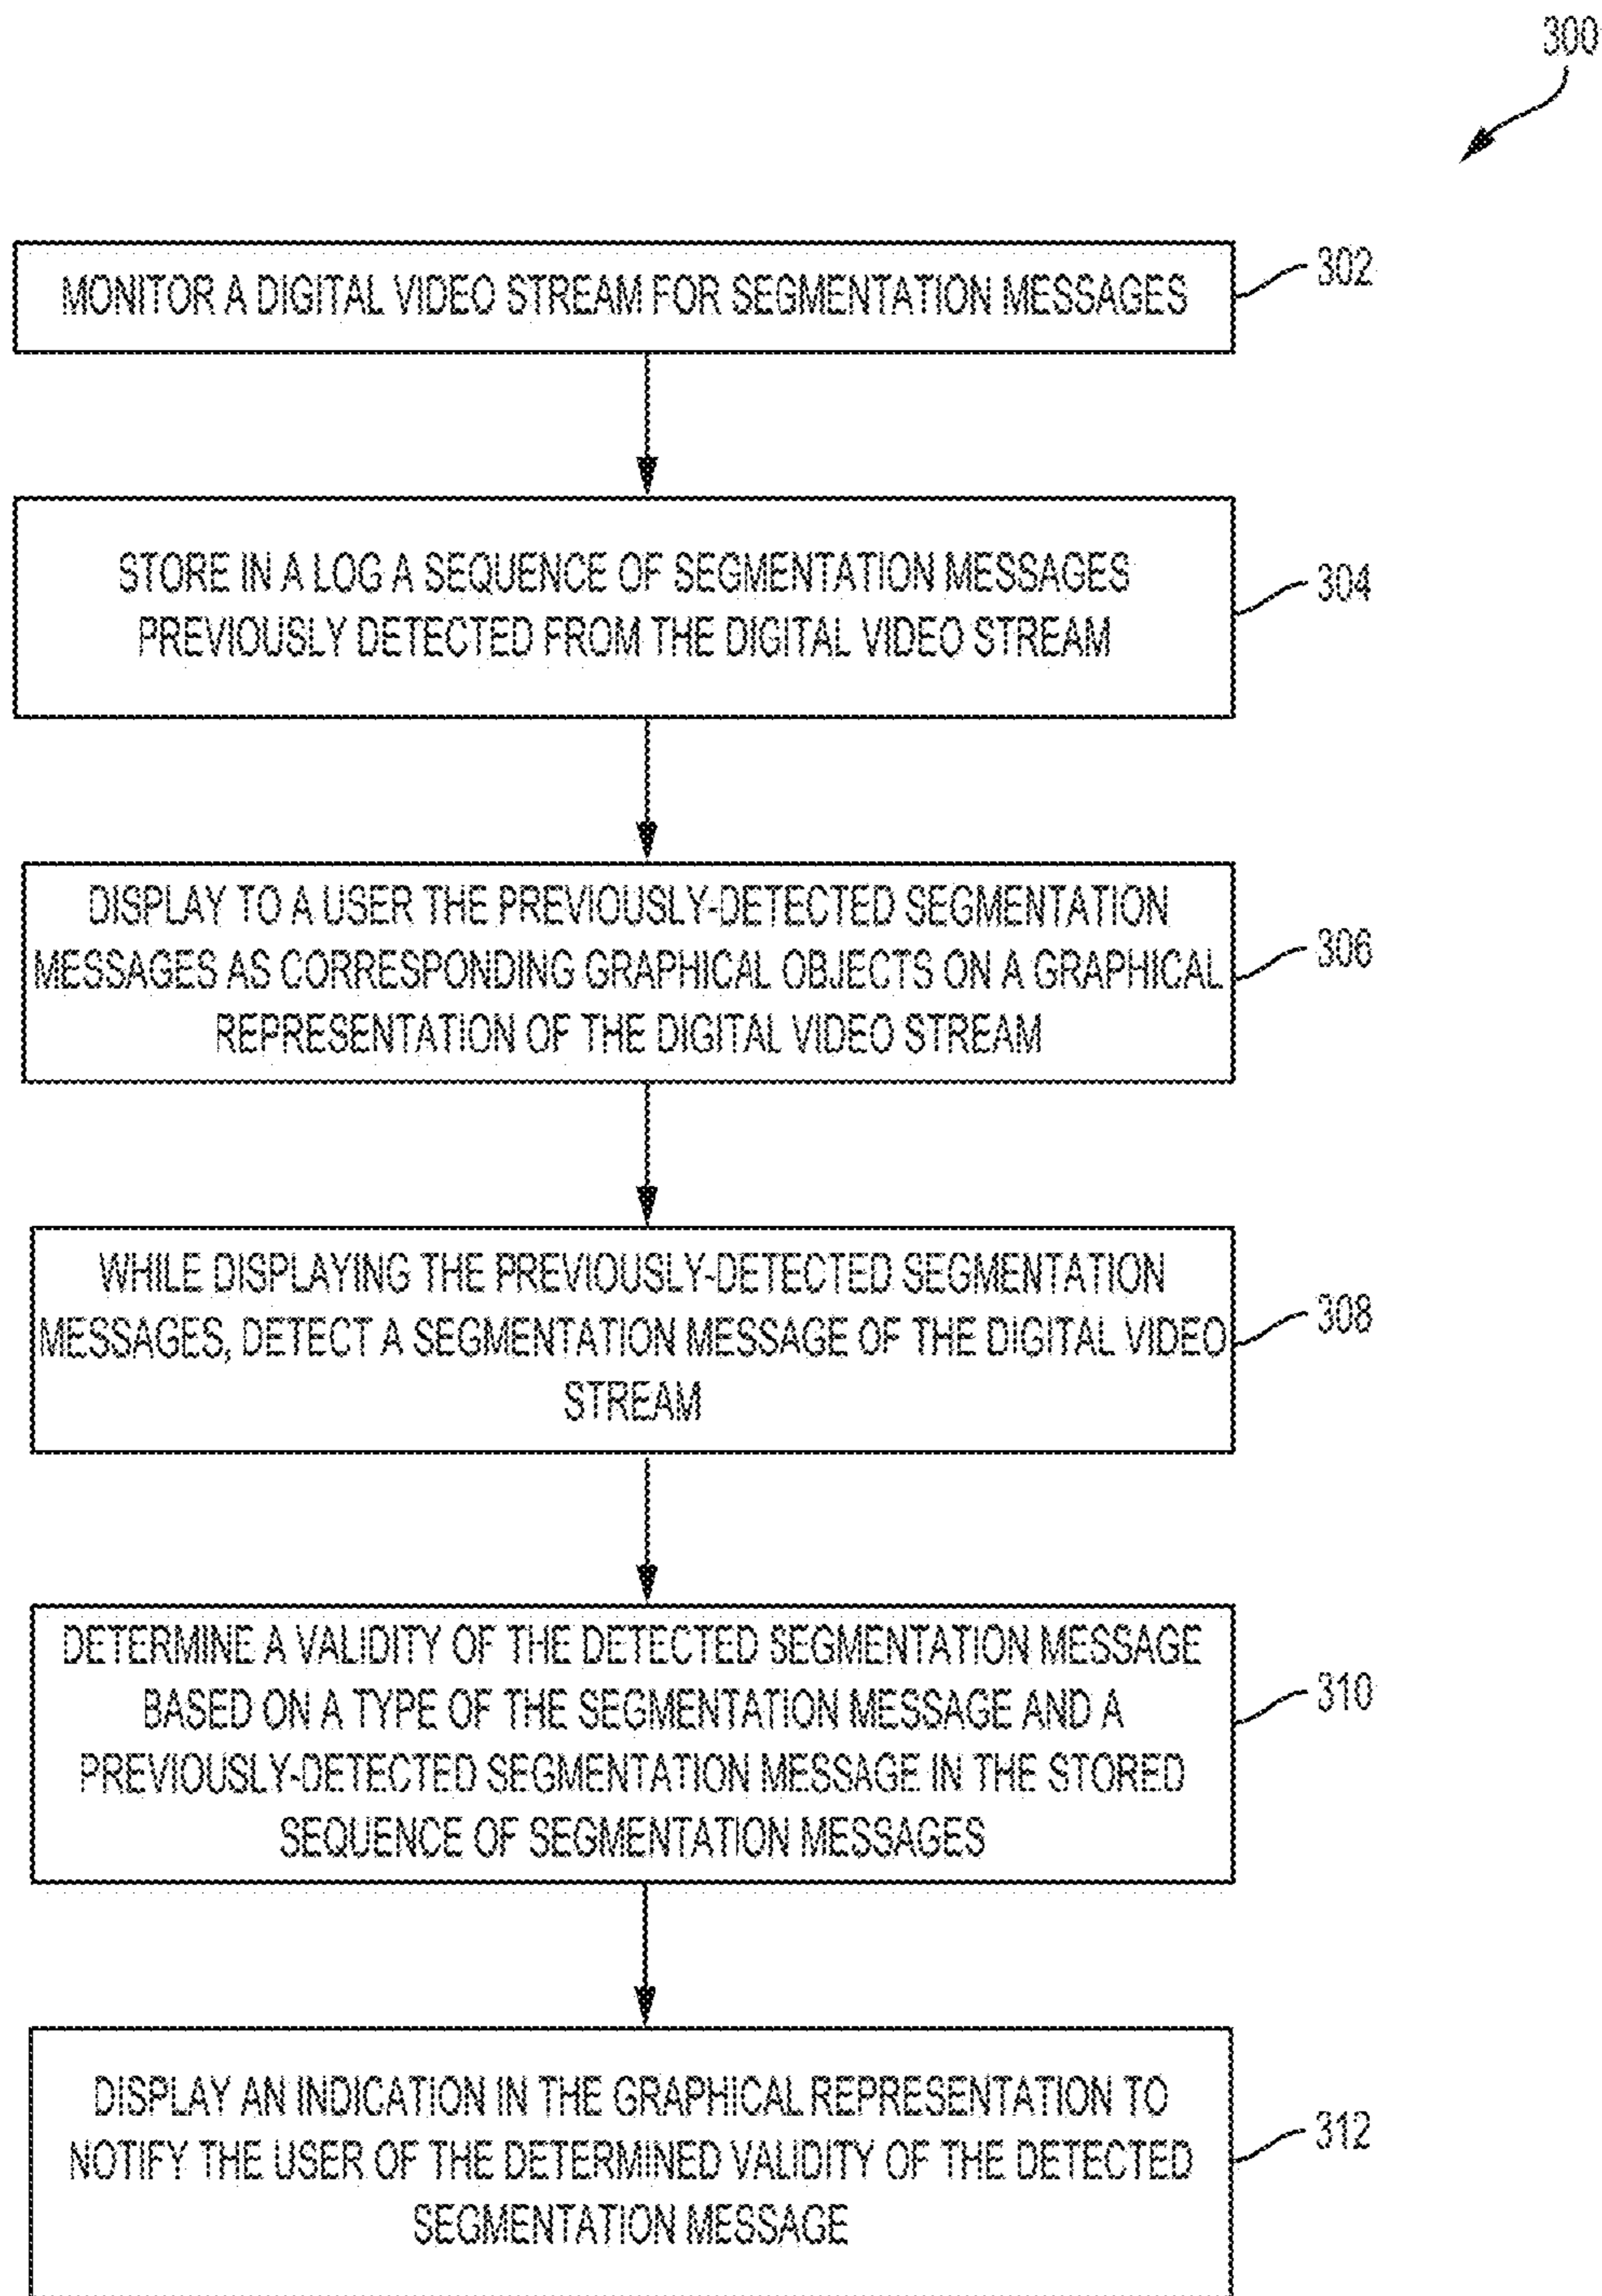 300
MONITOR A DIGITAL VIDEO STREAM FOR SEGMENTATION MESSAGES
302
STORE IN A LOG A SEQUENCE OF SEGMENTATION MESSAGES
PREVIOUSLY DETECTED FROM THE DIGITAL VIDEO STREAM
304
DISPLAY TO A USER THE PREVIOUSLY-DETECTED SEGMENTATION
MESSAGES AS CORRESPONDING GRAPHICAL OBJECTS ON A GRAPHICAL
REPRESENTATION OF THE DIGITAL VIDEO STREAM
306
WHILE DISPLAYING THE PREVIOUSLY-DETECTED SEGMENTATION
MESSAGES, DETECT A SEGMENTATION MESSAGE OF THE DIGITAL VIDEO
STREAM
308
DETERMINE A VALIDITY OF THE DETECTED SEGMENTATION MESSAGE
BASED ON A TYPE OF THE SEGMENTATION MESSAGE AND A
PREVIOUSLY-DETECTED SEGMENTATION MESSAGE IN THE STORED
SEQUENCE OF SEGMENTATION MESSAGES
310
DISPLAY AN INDICATION IN THE GRAPHICAL REPRESENTATION TO
NOTIFY THE USER OF THE DETERMINED VALIDITY OF THE DETECTED
SEGMENTATION MESSAGE
312